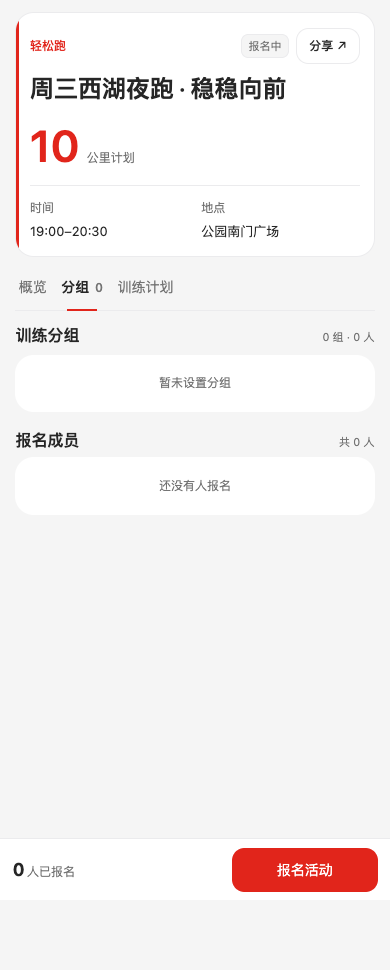 轻松跑
报名中
分享 ↗
周三西湖夜跑 · 稳稳向前
10 公里计划
时间
地点
19:00–20:30
公园南门广场
概览 分组 0 训练计划
训练分组
0 组 · 0 人
暂未设置分组
报名成员
共 0 人
还没有人报名
0 人已报名
报名活动